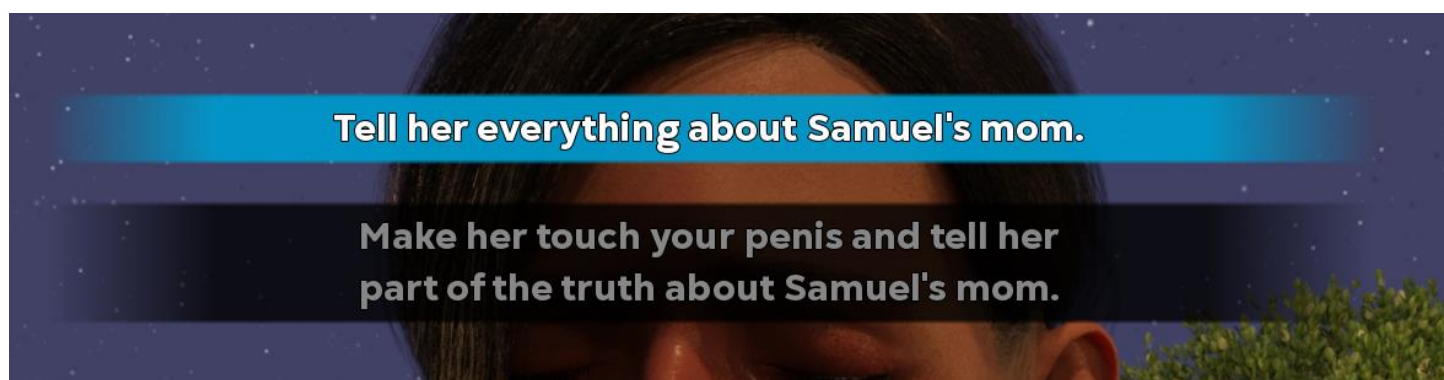 Tell her everything about Samuel's mom.
Make her touch your penis and tell her
part of the truth about Samuel's mom.